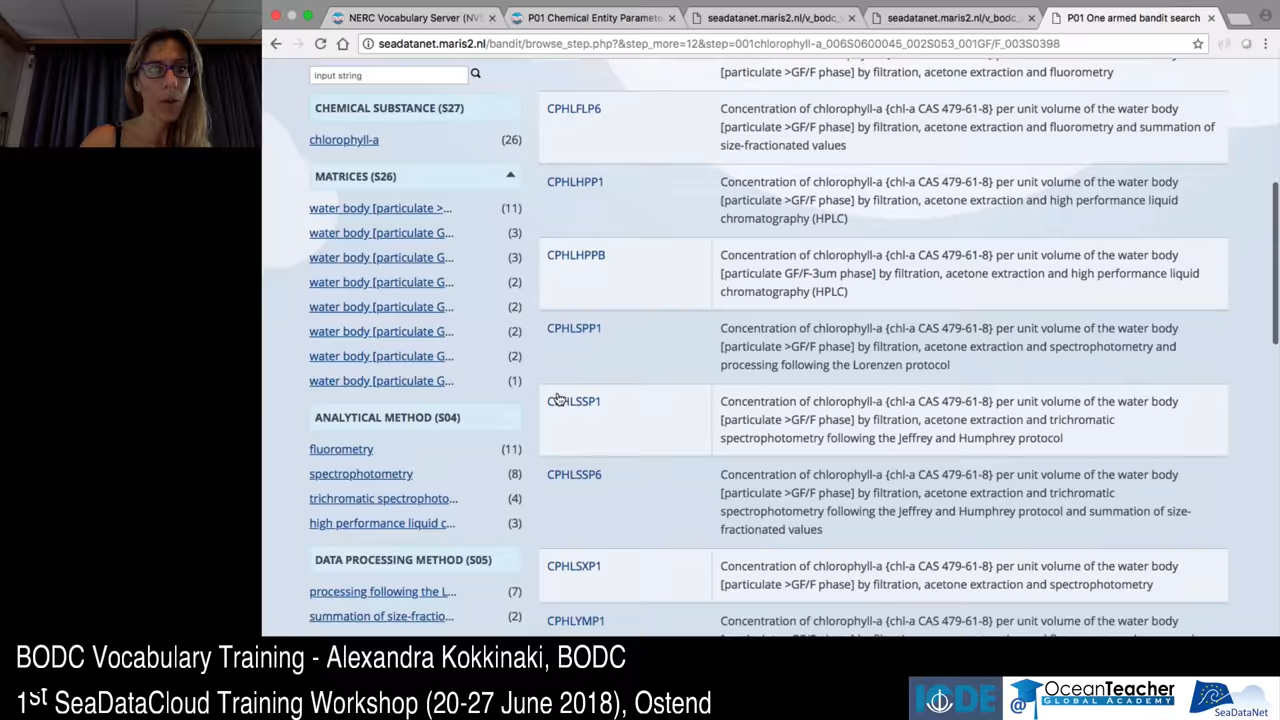 NERC Vocabulary Server (NVS
P01 Chemical Entity Paramete
seadatanet.maris2.nl/v_bodc_
seadatanet.maris2.nl/v_bodc_
P01 One armed bandit search
seadatanet.maris2.nl/bandit/browse_step.php?&step_more=12&step=001chlorophyll-a_006S0600045_002S053_001GF/F_003S0398
Input string
CHEMICAL SUBSTANCE (S27)
chlorophyll-a (26)
MATRICES (S26)
water body [particulate >... (11)
water body [particulate G... (3)
water body [particulate G... (3)
water body [particulate G... (2)
water body [particulate G... (2)
water body [particulate G... (2)
water body [particulate G... (2)
water body [particulate G... (1)
ANALYTICAL METHOD (S04)
fluorometry (11)
spectrophotometry (8)
trichromatic spectrophoto... (4)
high performance liquid c... (3)
DATA PROCESSING METHOD (S05)
processing following the L... (7)
summation of size-fractio... (2)
[particulate >GF/F phase] by filtration, acetone extraction and fluorometry
CPHLFLP6
Concentration of chlorophyll-a {chl-a CAS 479-61-8} per unit volume of the water body
[particulate >GF/F phase] by filtration, acetone extraction and fluorometry and summation of
size-fractionated values
CPHLHPP1
Concentration of chlorophyll-a {chl-a CAS 479-61-8} per unit volume of the water body
[particulate >GF/F phase] by filtration, acetone extraction and high performance liquid
chromatography (HPLC)
CPHLHPPB
Concentration of chlorophyll-a {chl-a CAS 479-61-8} per unit volume of the water body
[particulate GF/F-3um phase] by filtration, acetone extraction and high performance liquid
chromatography (HPLC)
CPHLSPP1
Concentration of chlorophyll-a {chl-a CAS 479-61-8} per unit volume of the water body
[particulate >GF/F phase] by filtration, acetone extraction and spectrophotometry and
processing following the Lorenzen protocol
CPHLSSP1
Concentration of chlorophyll-a {chl-a CAS 479-61-8} per unit volume of the water body
[particulate >GF/F phase] by filtration, acetone extraction and trichromatic
spectrophotometry following the Jeffrey and Humphrey protocol
CPHLSSP6
Concentration of chlorophyll-a {chl-a CAS 479-61-8} per unit volume of the water body
[particulate >GF/F phase] by filtration, acetone extraction and trichromatic
spectrophotometry following the Jeffrey and Humphrey protocol and summation of size-
fractionated values
CPHLSXP1
Concentration of chlorophyll-a {chl-a CAS 479-61-8} per unit volume of the water body
[particulate >GF/F phase] by filtration, acetone extraction and spectrophotometry
CPHLYMP1
Concentration of chlorophyll-a {chl-a CAS 479-61-8} per unit volume of the water body
BODC Vocabulary Training - Alexandra Kokkinaki, BODC
1st SeaDataCloud Training Workshop (20-27 June 2018), Ostend
IODE
OceanTeacher
GLOBAL ACADEMY
SeaDataNet